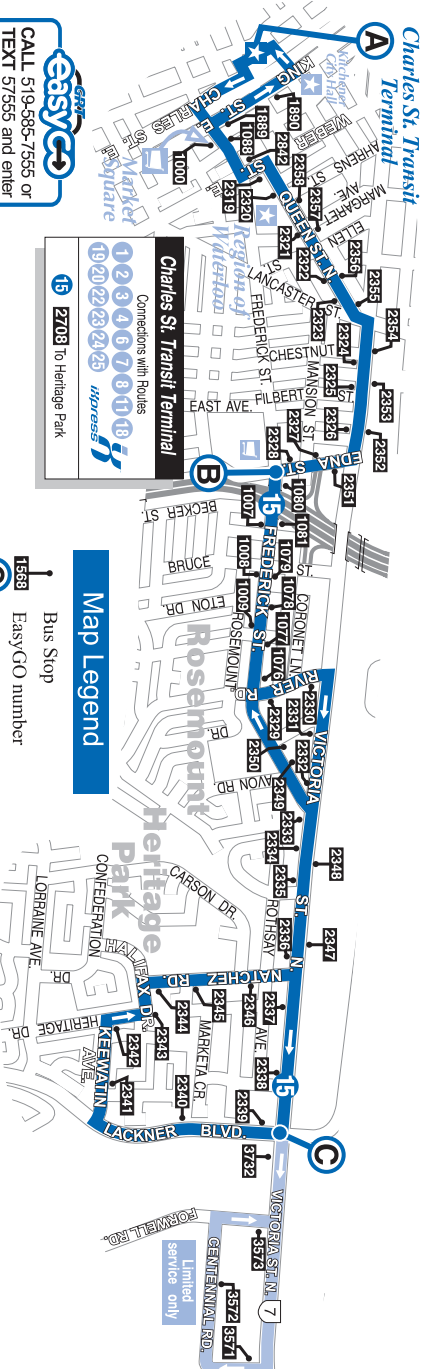 Charles St. Transit
Terminal
A
KING
ST. E
CHARLES
ST. E
Kitchener
City Hall
WEBER
ST.
AHRENS
MARGARET
AVE.
ELLEN
1890
1889
1088
1000
2842
2358
2357
2319
2320
2321
QUEEN ST. N.
2322
2356
2355
2323
LANCASTER ST.
2354
2324
CHESTNUT
ST.
2353
2325
FILBERT
2326
MANSION ST.
2352
2327
2328
EDNA
ST.
2351
FREDERICK ST.
EAST AVE.
Market
Square
Region of
Waterloo
B
15
BECKER ST.
1007
1080
1081
FREDERICK ST.
BRUCE
ST.
1008
1079
1078
ETON DR.
1009
1077
CORONET LN.
1076
ROSEMOUNT
DR.
Rosemount
RIVER
RD.
2329
2330
2331
2332
VICTORIA
ST.
N.
2350
AVON RD.
2349
2333
2334
2348
2335
ROTHSAY
AVE.
2336
2347
Heritage
Park
CARSON DR.
NATCHEZ
RD.
2346
2337
2338
2345
2344
2343
MARKETA CR.
HALIFAX DR.
CONFEDERATION
DR.
LORRAINE AVE.
HERITAGE DR.
KEEWATIN
AVE.
2342
2341
2340
2339
LACKNER BLVD.
15
C
3732
VICTORIA ST. N.
7
FORWELL RD.
3573
CENTENNIAL RD.
3572
3571
Limited
service only
Charles St. Transit Terminal
Connections with Routes
1 2 3 4 6 7 8 11 18
19 20 22 23 24 25 iXpress
15 2708 To Heritage Park
GRT
easyGO
CALL 519-585-7555 or
TEXT 57555 and enter
Map Legend
Bus Stop
1568 EasyGO number